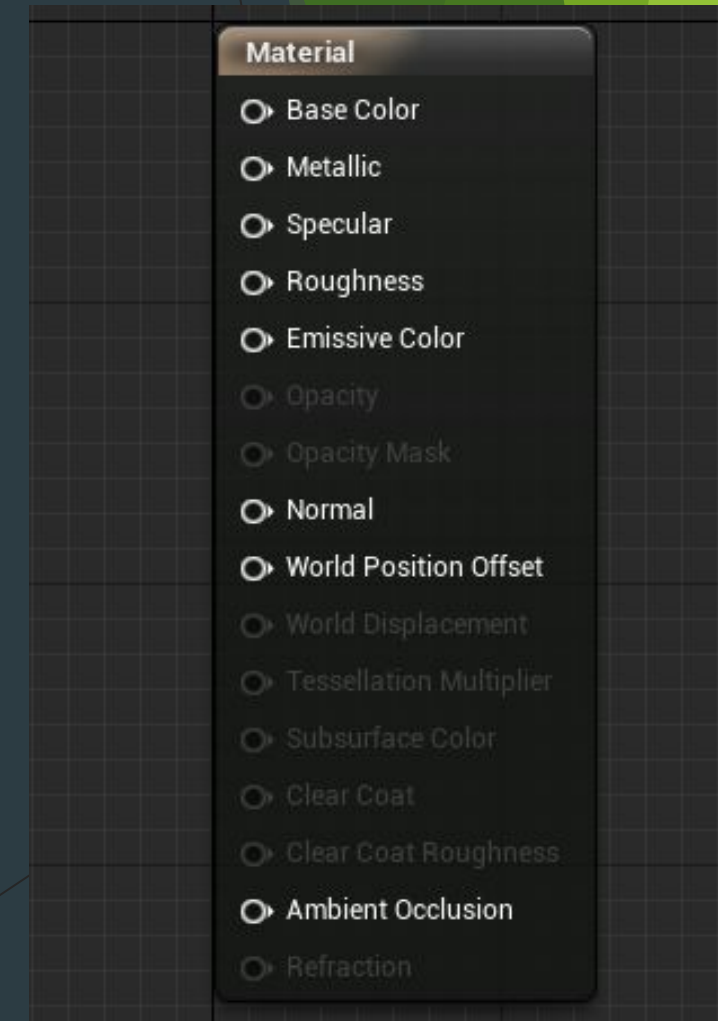 Material
Base Color
Metallic
Specular
Roughness
Emissive Color
Opacity
Opacity Mask
Normal
World Position Offset
World Displacement
Tessellation Multiplier
Subsurface Color
Clear Coat
Clear Coat Roughness
Ambient Occlusion
Refraction